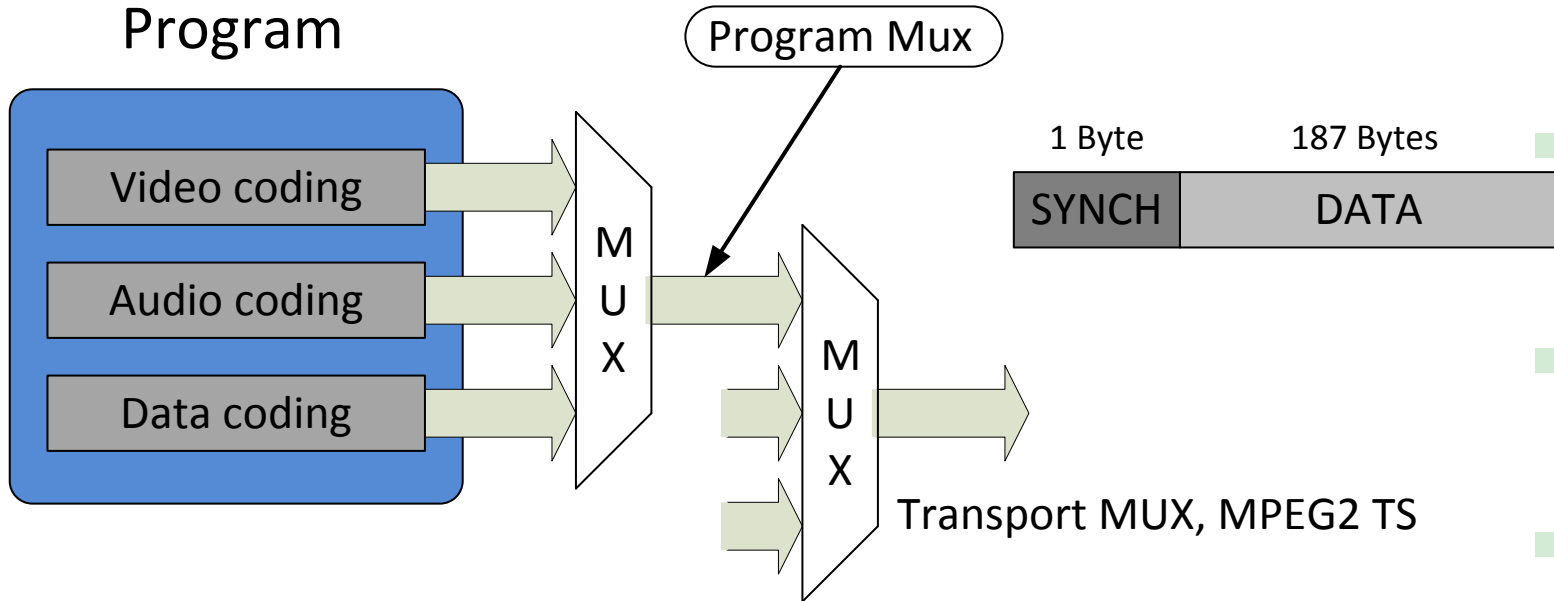 Program
Program Mux
Video coding
Audio coding
Data coding
M
U
X
M
U
X
1 Byte
187 Bytes
SYNCH
DATA
Transport MUX, MPEG2 TS